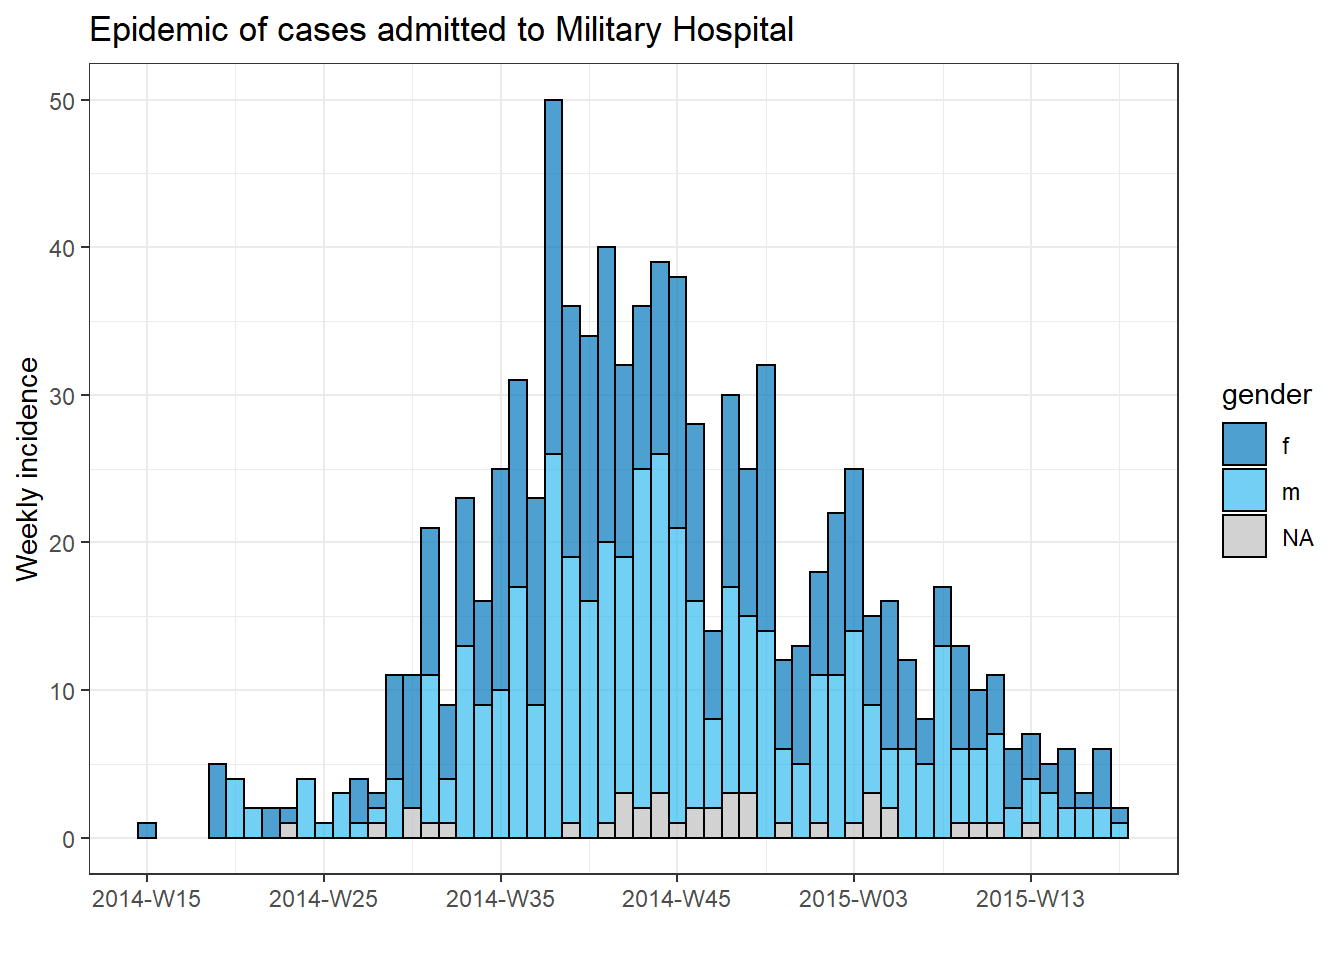 Epidemic of cases admitted to Military Hospital
50
40
30
20
10
0
Weekly incidence
2014-W15 2014-W25 2014-W35 2014-W45 2015-W03 2015-W13
gender
f
m
NA